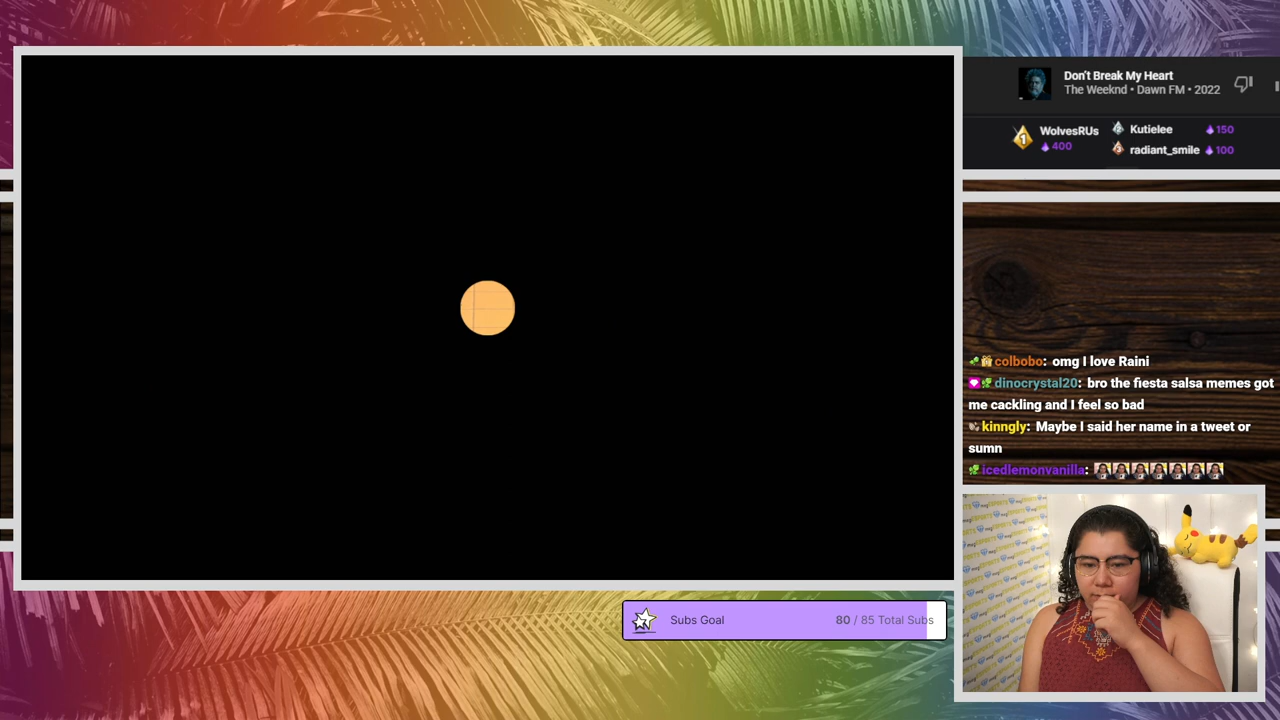 Don't Break My Heart
The Weeknd • Dawn FM • 2022
WolvesRUs
400
Kutielee 150
radiant_smile 100
colbobo: omg I love Raini
dinocrystal20: bro the fiesta salsa memes got
me cackling and I feel so bad
kinngly: Maybe I said her name in a tweet or
sumn
icedlemonvanilla:
Subs Goal 80 / 85 Total Subs